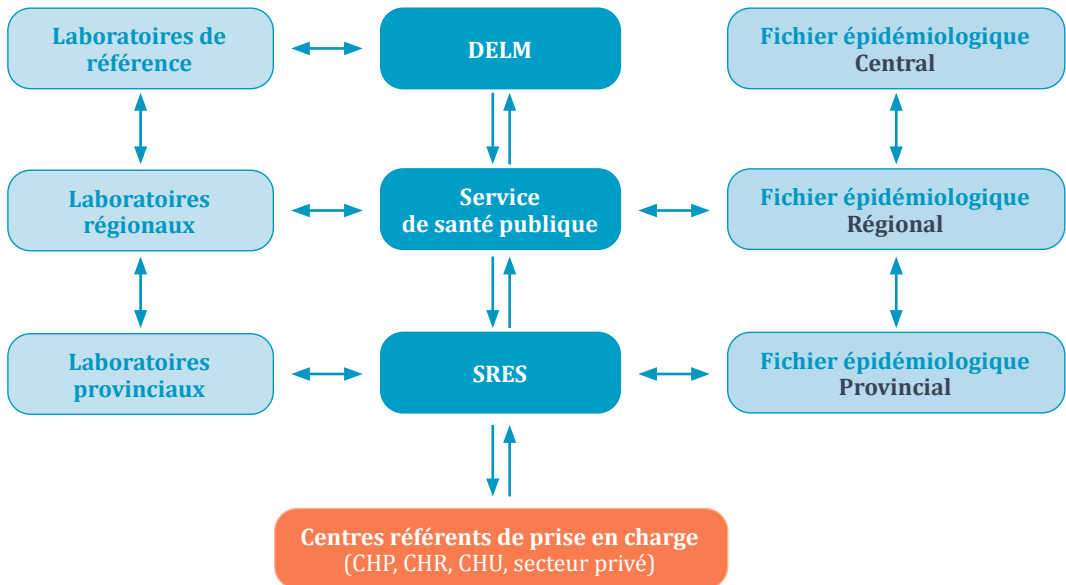 Laboratoires de
référence
DELM
Fichier épidémiologique
Central
Laboratoires
régionaux
Service
de santé publique
Fichier épidémiologique
Régional
Laboratoires
provinciaux
SRES
Fichier épidémiologique
Provincial
Centres référents de prise en charge
(CHP, CHR, CHU, secteur privé)